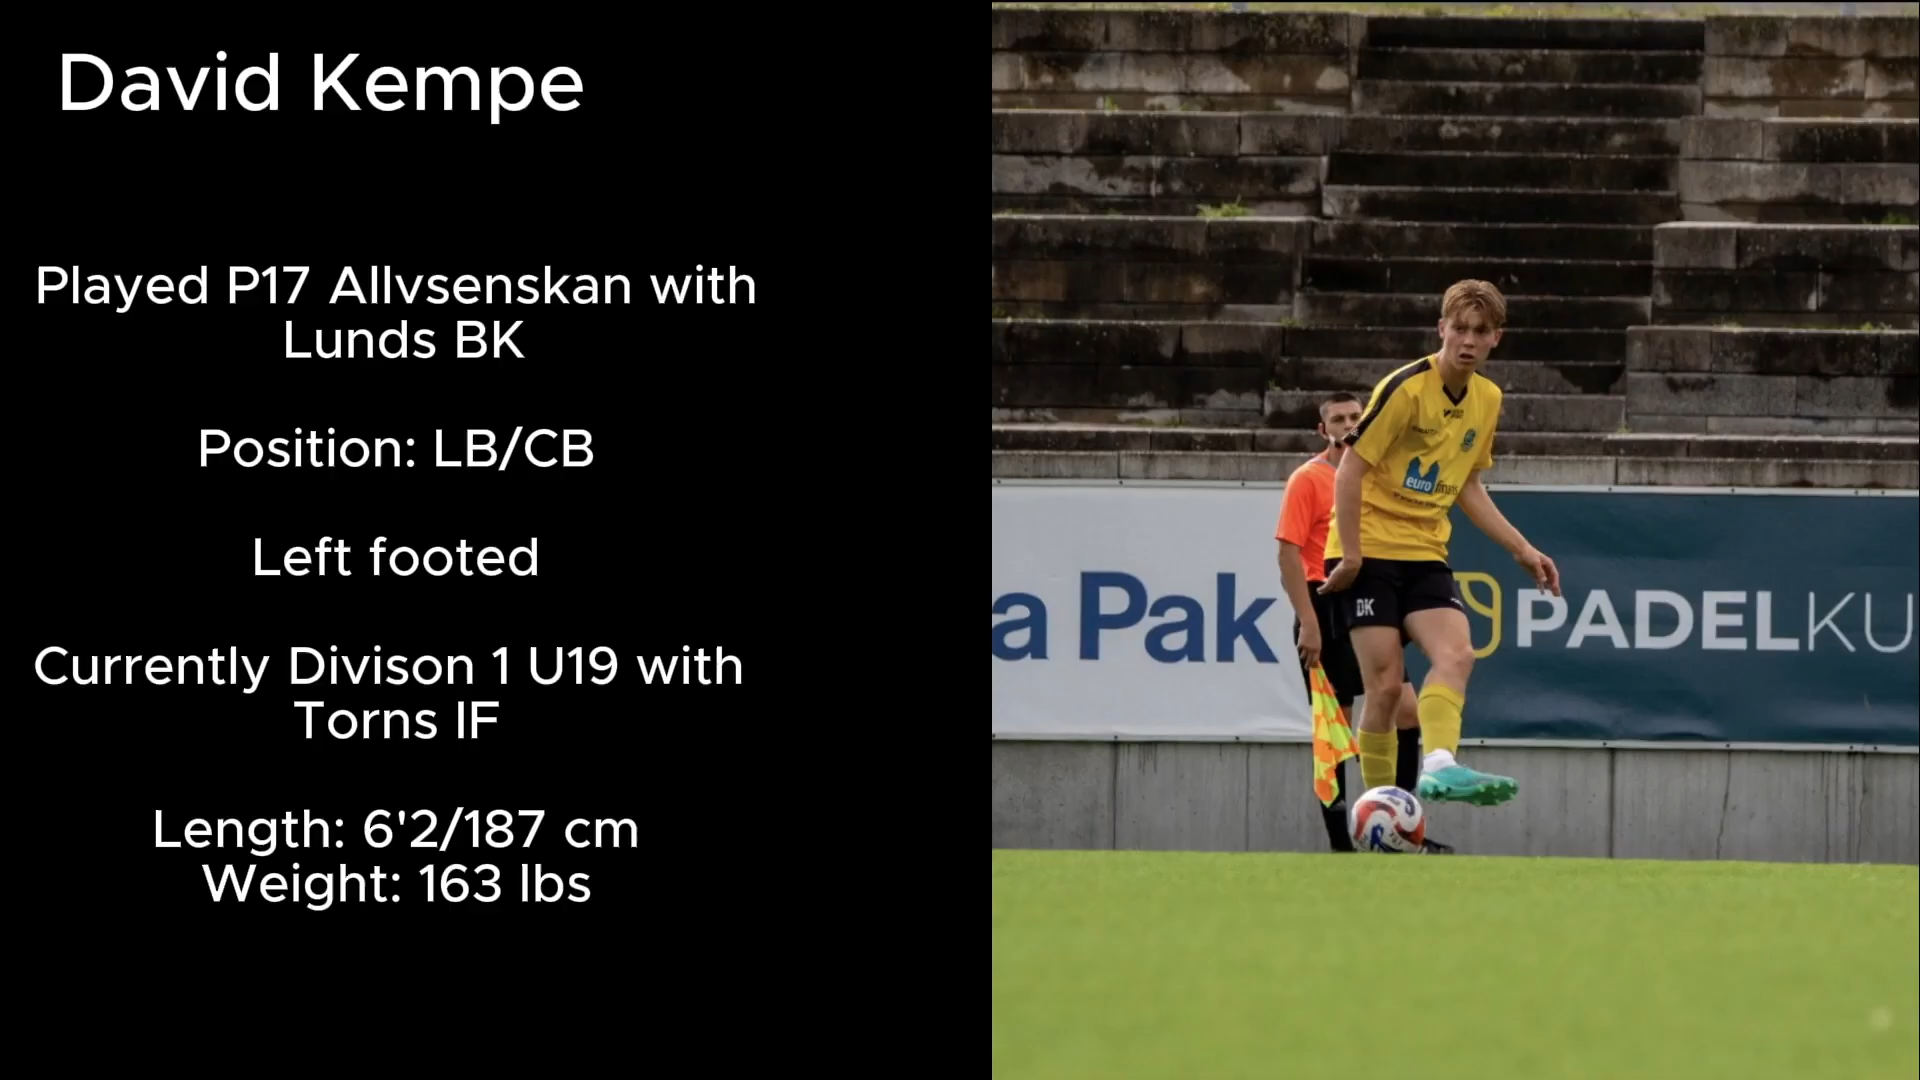 David Kempe
Played P17 Allvsenskan with
Lunds BK
Position: LB/CB
Left footed
Currently Divison 1 U19 with
Torns IF
Length: 6'2/187 cm
Weight: 163 lbs
euro
DK
a Pak
PADELKU